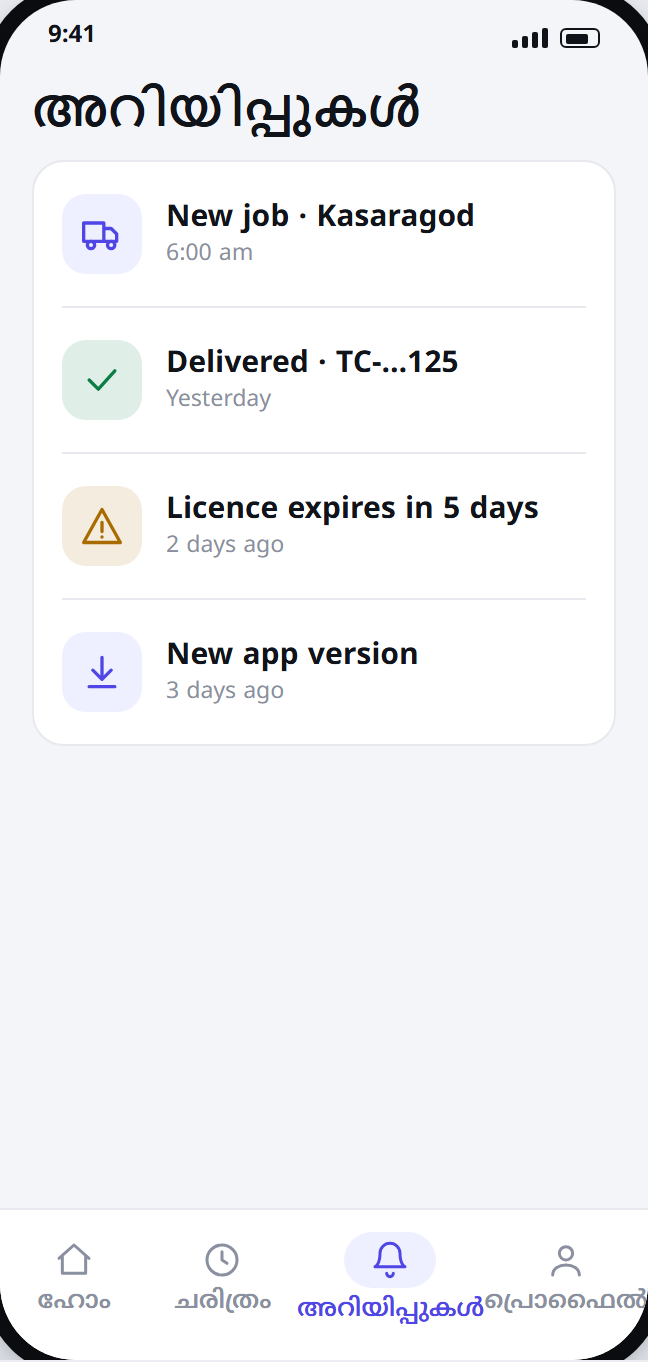 9:41
അറിയിപ്പുകൾ
New job · Kasaragod
6:00 am
Delivered · TC-...125
Yesterday
Licence expires in 5 days
2 days ago
New app version
3 days ago
ഹോം
ചരിത്രം
അറിയിപ്പുകൾ
പ്രൊഫൈൽ